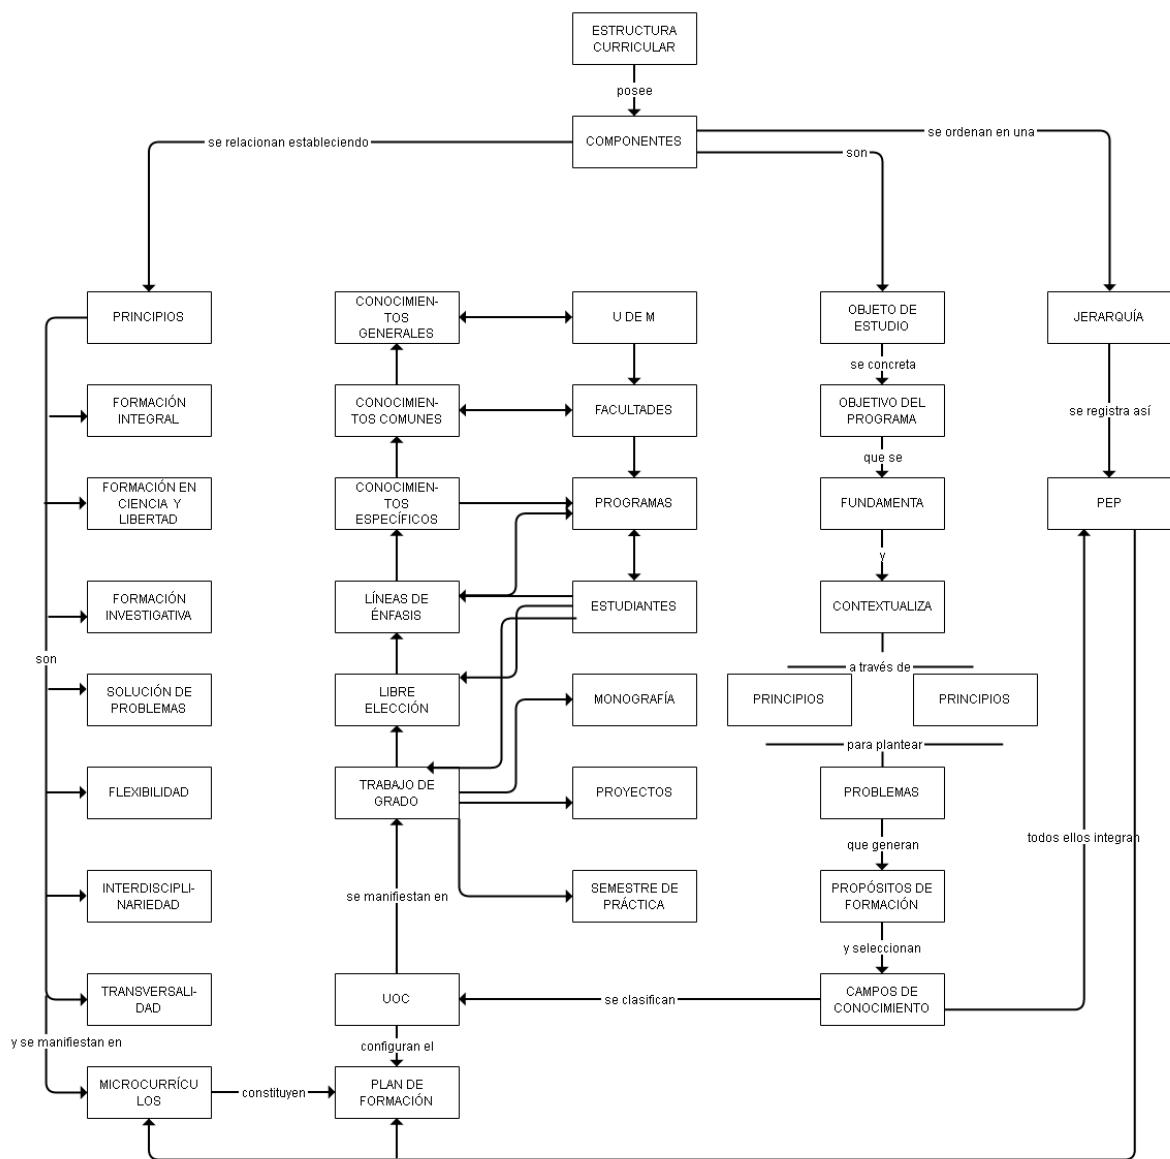 ESTRUCTURA
CURRICULAR
posee
COMPONENTES
se relacionan estableciendo
se ordenan en una
son
PRINCIPIOS
CONOCIMIEN-
TOS
GENERALES
U DE M
OBJETO DE
ESTUDIO
JERARQUÍA
se concreta
FORMACIÓN
INTEGRAL
CONOCIMIEN-
TOS COMUNES
FACULTADES
OBJETIVO DEL
PROGRAMA
se registra así
que se
FORMACIÓN EN
CIENCIA Y
LIBERTAD
CONOCIMIEN-
TOS
ESPECÍFICOS
PROGRAMAS
FUNDAMENTA
PEP
y
FORMACIÓN
INVESTIGATIVA
LÍNEAS DE
ÉNFASIS
ESTUDIANTES
CONTEXTUALIZA
son
a través de
SOLUCIÓN DE
PROBLEMAS
LIBRE
ELECCIÓN
MONOGRAFÍA
PRINCIPIOS
PRINCIPIOS
para plantear
FLEXIBILIDAD
TRABAJO DE
GRADO
PROYECTOS
PROBLEMAS
todos ellos integran
que generan
INTERDISCIPLI-
NARIEDAD
se manifiestan en
SEMESTRE DE
PRÁCTICA
PROPÓSITOS DE
FORMACIÓN
y seleccionan
TRANSVERSALI-
DAD
UOC
se clasifican
CAMPOS DE
CONOCIMIENTO
y se manifiestan en
configuran el
MICROCURRÍCU
LOS
constituyen
PLAN DE
FORMACIÓN